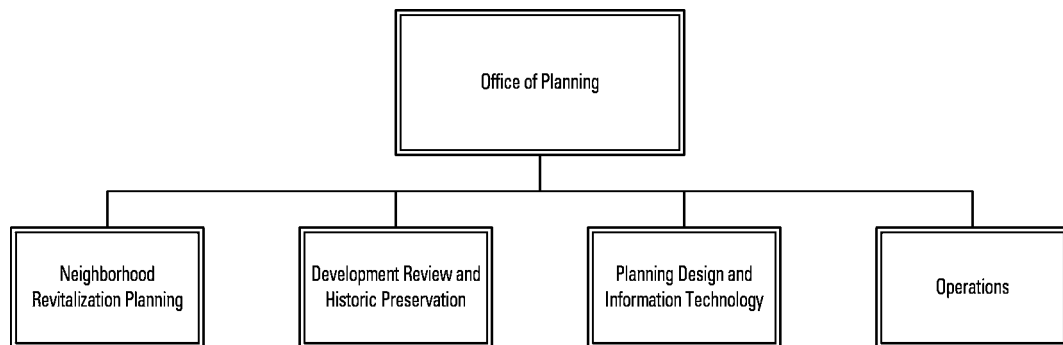 Office of Planning
Neighborhood
Revitalization Planning
Development Review and
Historic Preservation
Planning Design and
Information Technology
Operations